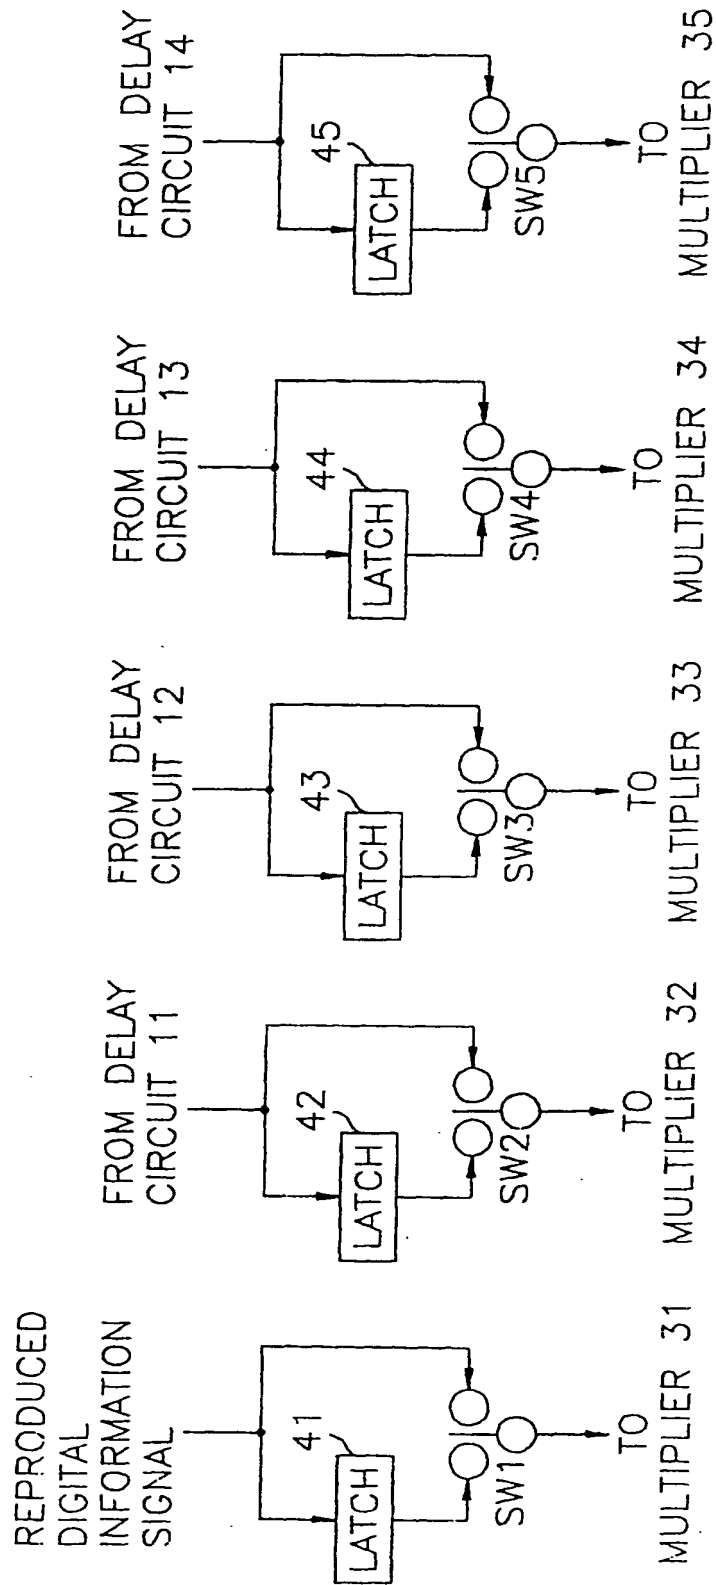 REPRODUCED
DIGITAL
INFORMATION
SIGNAL
41
LATCH
SW1
TO
MULTIPLIER 31
FROM DELAY
CIRCUIT 11
42
LATCH
SW2
TO
MULTIPLIER 32
FROM DELAY
CIRCUIT 12
43
LATCH
SW3
TO
MULTIPLIER 33
FROM DELAY
CIRCUIT 13
44
LATCH
SW4
TO
MULTIPLIER 34
FROM DELAY
CIRCUIT 14
45
LATCH
SW5
TO
MULTIPLIER 35